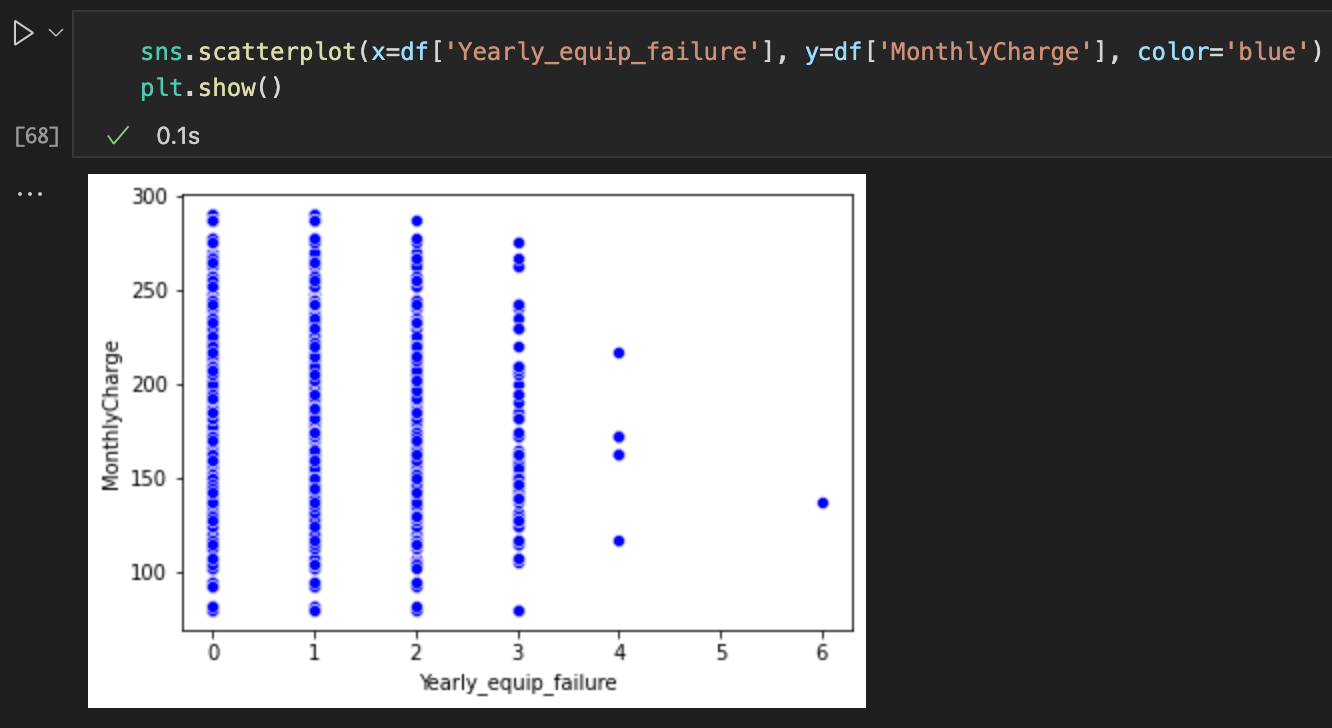 sns.scatterplot(x=df['Yearly_equip_failure'], y=df['MonthlyCharge'], color='blue')
plt.show()
[68]
0.1s
...
300
250
200
150
100
MonthlyCharge
0 1 2 3 4 5 6
Yearly_equip_failure